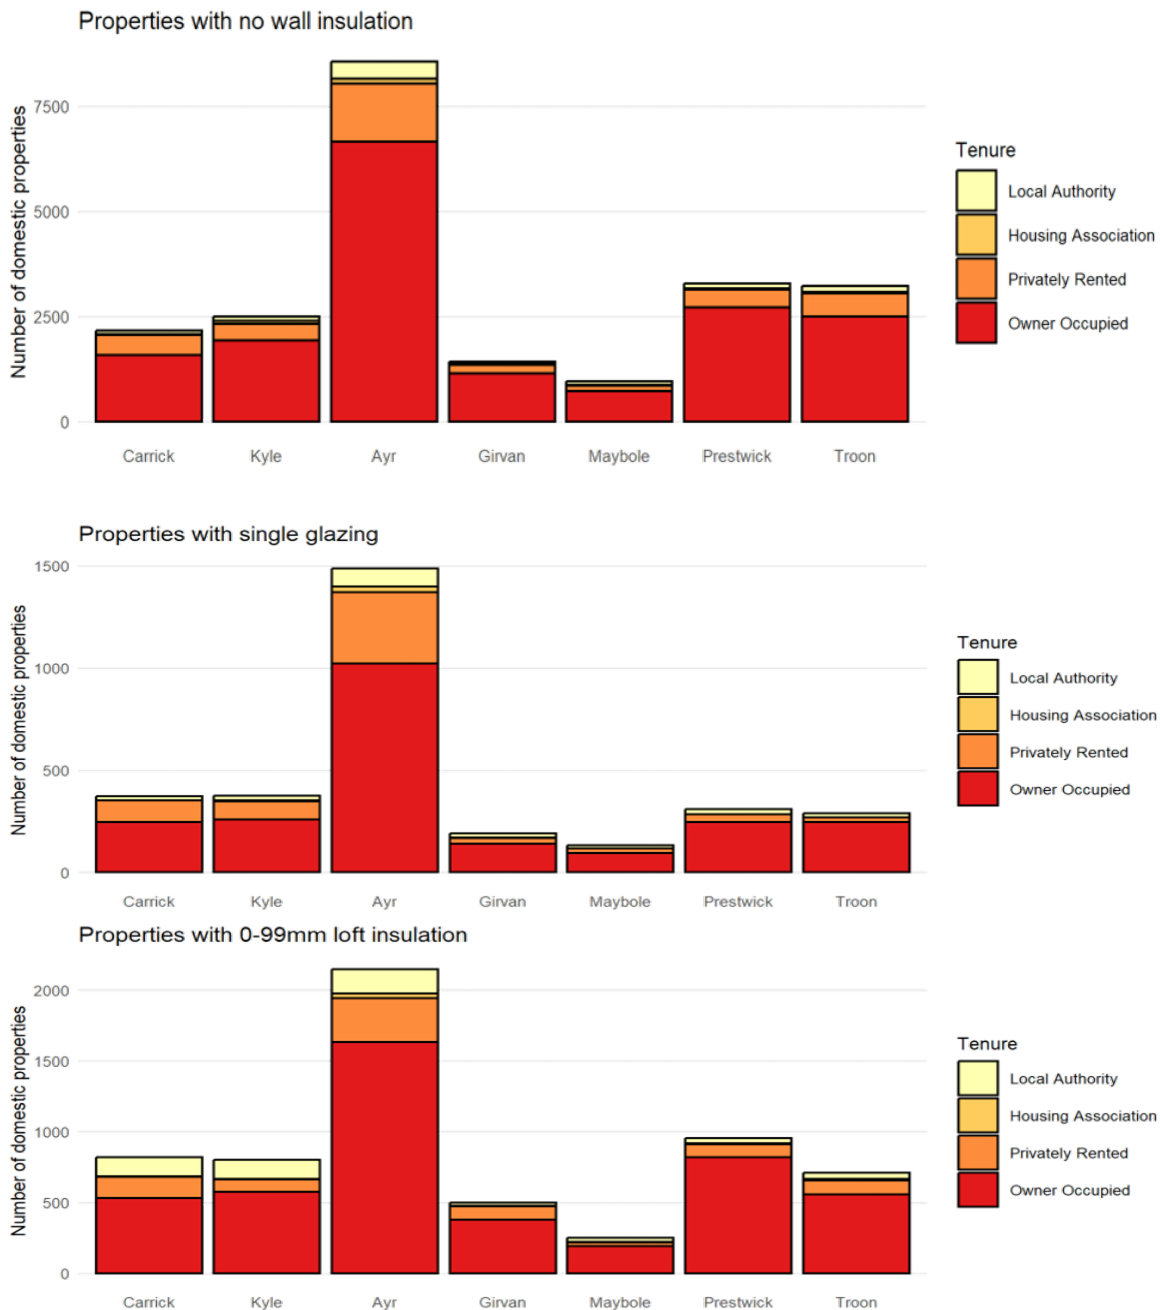 Properties with no wall insulation
Number of domestic properties
7500
5000
2500
0
Carrick Kyle Ayr Girvan Maybole Prestwick Troon
Tenure
Local Authority
Housing Association
Privately Rented
Owner Occupied
Properties with single glazing
Number of domestic properties
1500
1000
500
0
Carrick Kyle Ayr Girvan Maybole Prestwick Troon
Tenure
Local Authority
Housing Association
Privately Rented
Owner Occupied
Properties with 0-99mm loft insulation
Number of domestic properties
2000
1500
1000
500
0
Carrick Kyle Ayr Girvan Maybole Prestwick Troon
Tenure
Local Authority
Housing Association
Privately Rented
Owner Occupied